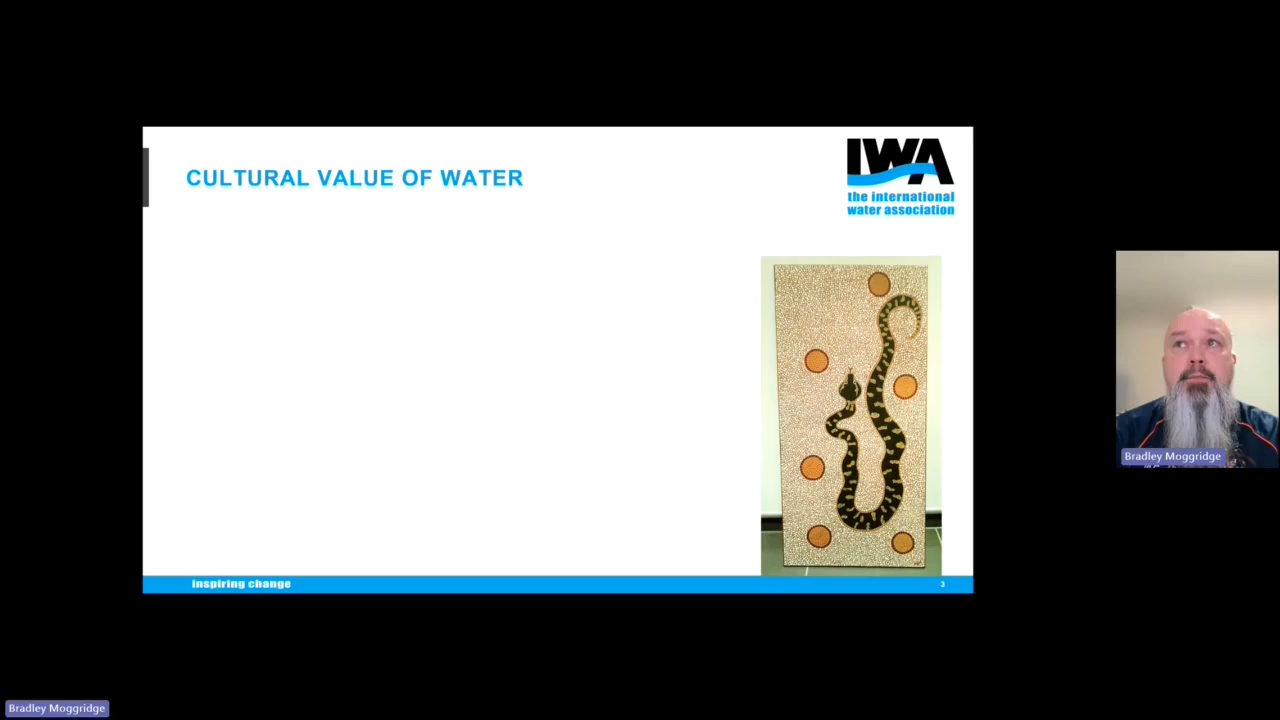 CULTURAL VALUE OF WATER
IWA
the international
water association
inspiring change
3
Bradley Moggridge
Bradley Moggridge